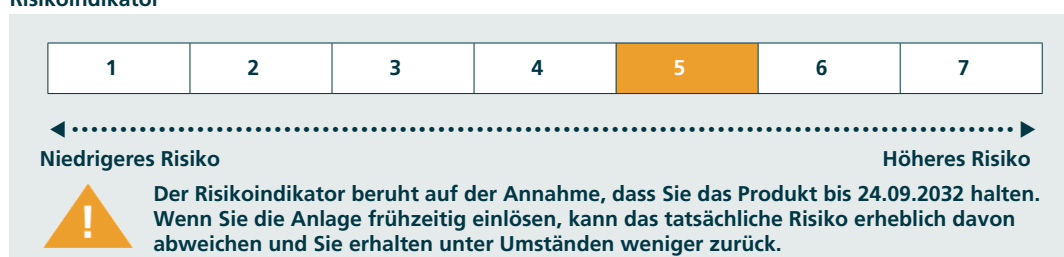 Risikoindikator
1 2 3 4 5 6 7
Niedrigeres Risiko Höheres Risiko
! Der Risikoindikator beruht auf der Annahme, dass Sie das Produkt bis 24.09.2032 halten.
Wenn Sie die Anlage frühzeitig einlösen, kann das tatsächliche Risiko erheblich davon
abweichen und Sie erhalten unter Umständen weniger zurück.